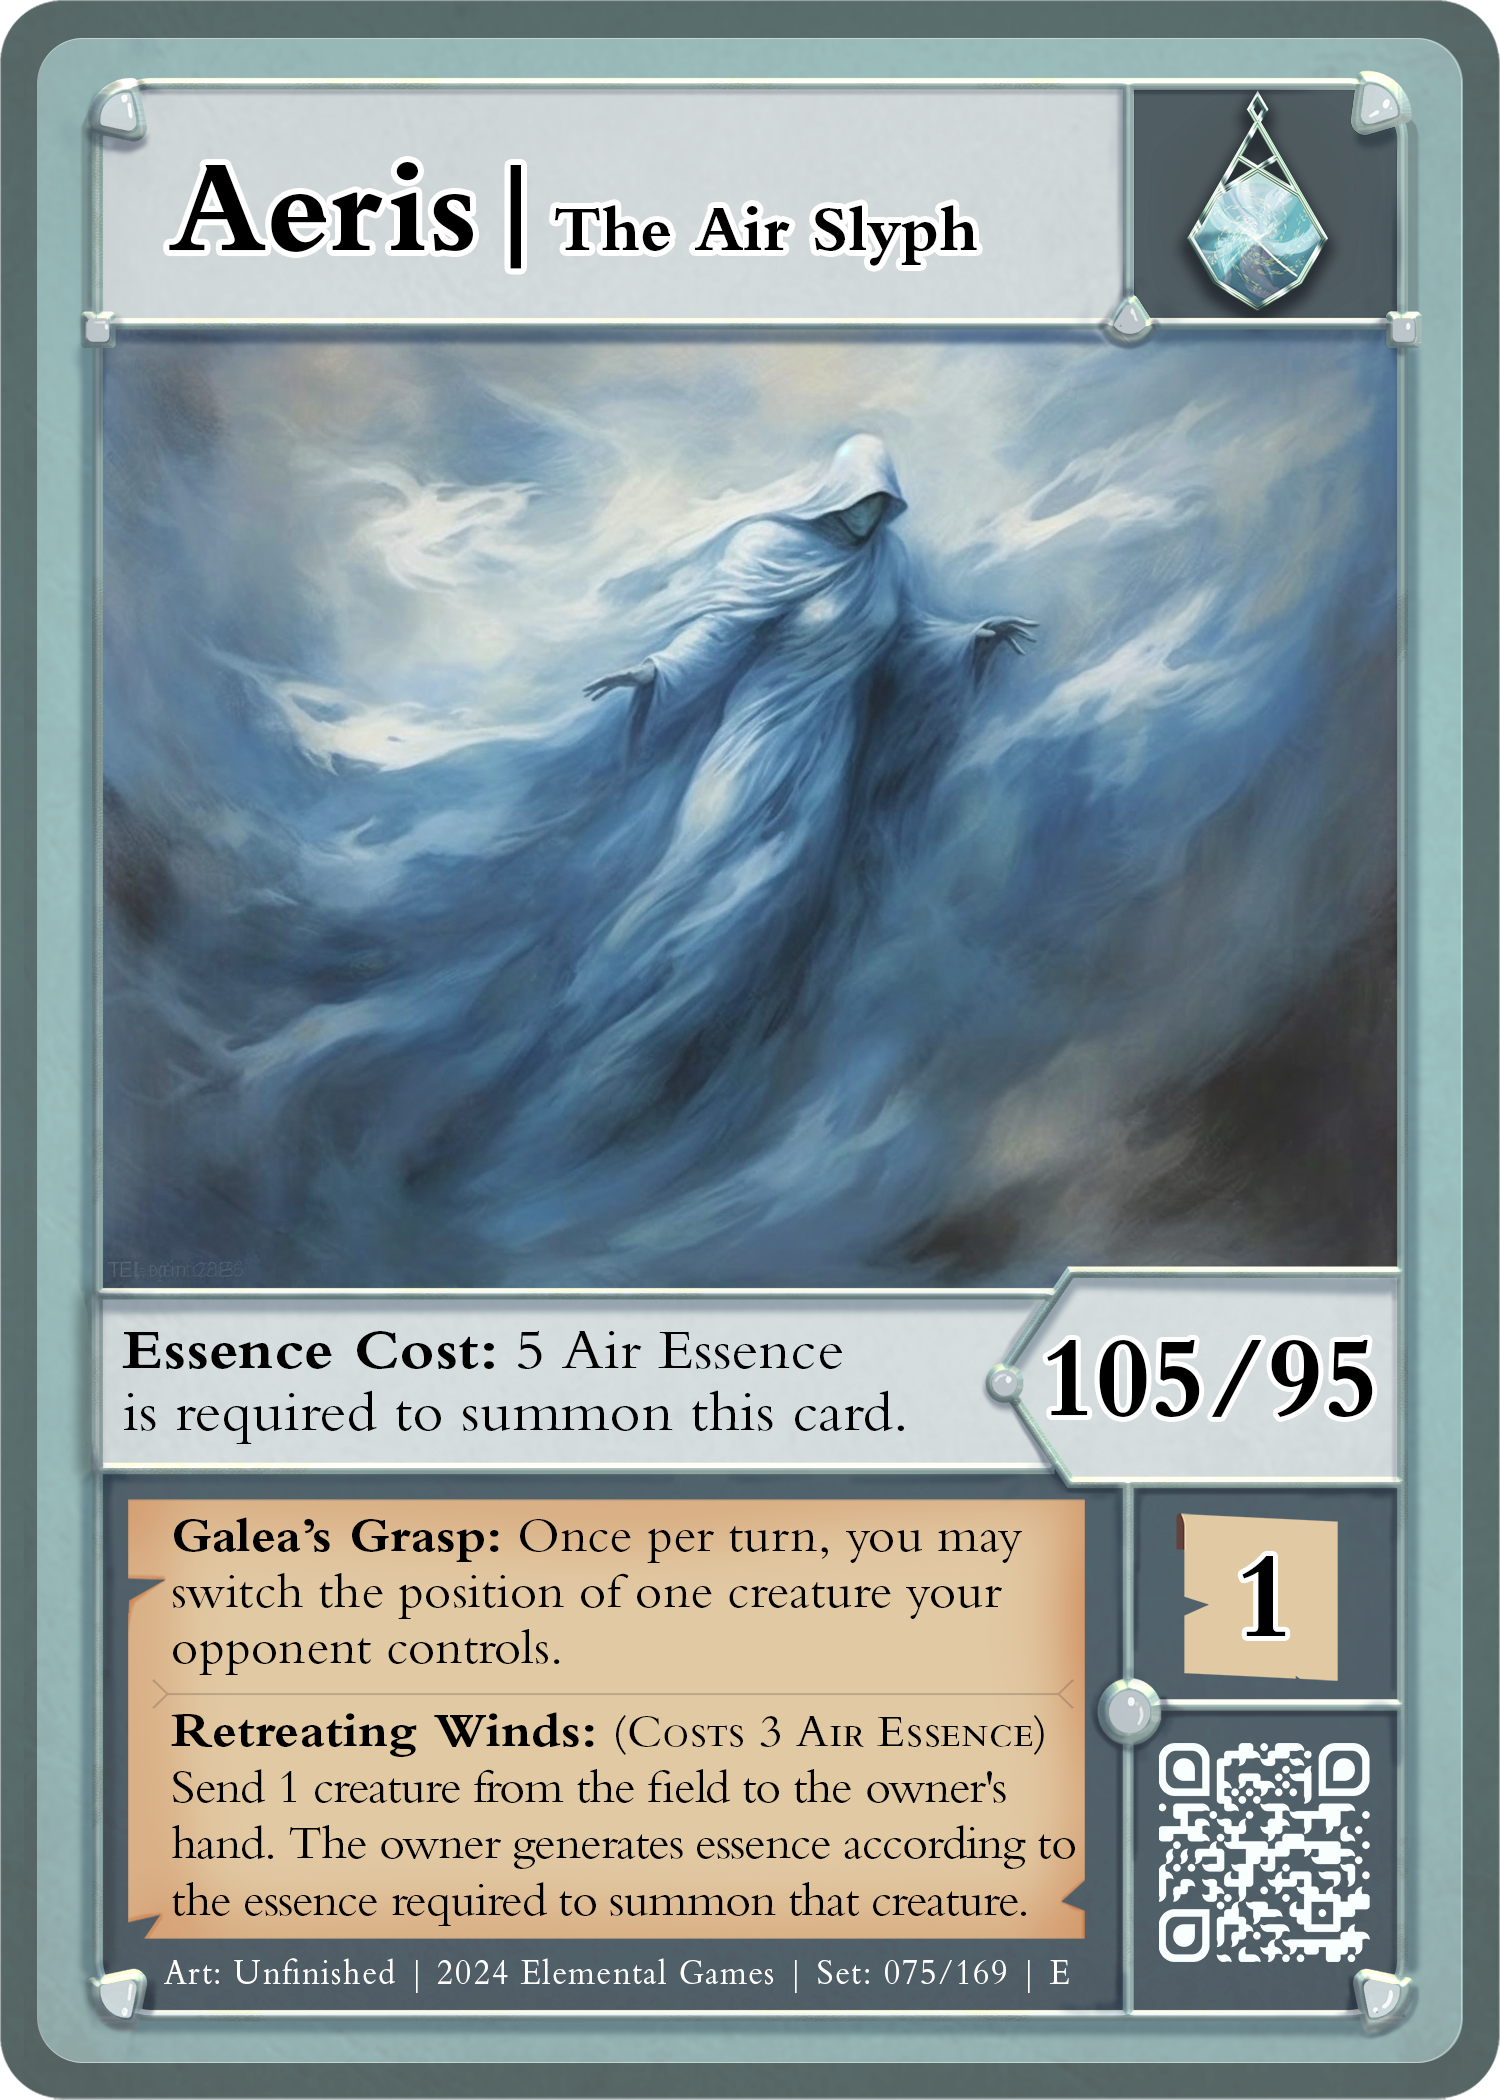 Aeris | The Air Slyph
Essence Cost: 5 Air Essence
is required to summon this card.
105/95
Galea's Grasp: Once per turn, you may
switch the position of one creature your
opponent controls.
1
Retreating Winds: (Costs 3 Air Essence)
Send 1 creature from the field to the owner's
hand. The owner generates essence according to
the essence required to summon that creature.
Art: Unfinished | 2024 Elemental Games | Set: 075/169 | E